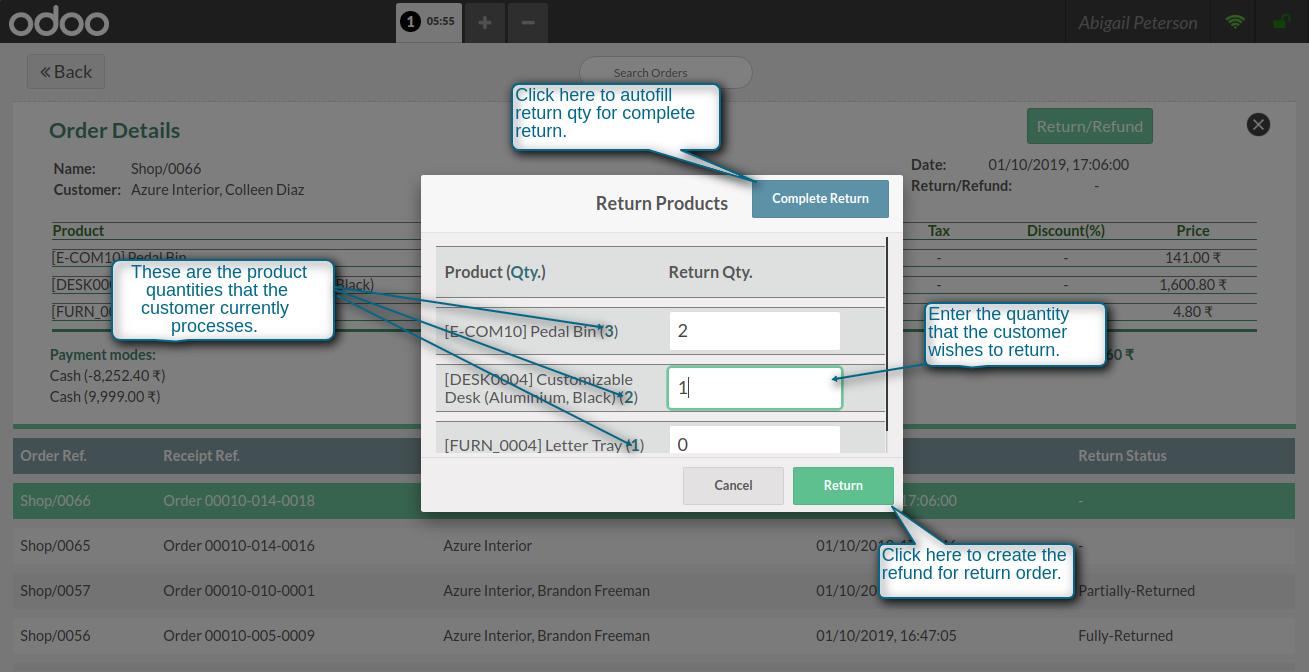 odoo
1 05:55
+
−
Abigail Peterson
« Back
Search Orders
Click here to autofill
return qty for complete
return.
Order Details
Return/Refund
Name: Shop/0066
Customer: Azure Interior, Colleen Diaz
Date: 01/10/2019, 17:06:00
Return/Refund: -
Return Products
Complete Return
Product
Tax
Discount(%)
Price
[E-COM10] Pedal Bin
- - 141.00 ₹
Black)
- - 1,600.80 ₹
4.80 ₹
These are the product
quantities that the
customer currently
processes.
Product (Qty.)
Return Qty.
[E-COM10] Pedal Bin (3)
2
[DESK0004] Customizable
Desk (Aluminium, Black) (2)
1
[FURN_0004] Letter Tray (1)
0
Enter the quantity
that the customer
wishes to return.
Payment modes:
Cash (-8,252.40 ₹)
Cash (9,999.00 ₹)
Cancel
Return
Order Ref.
Receipt Ref.
Return Status
Shop/0066 Order 00010-014-0018 17:06:00 -
Click here to create the
refund for return order.
Shop/0065 Order 00010-014-0016 Azure Interior 01/10/2019, -
Shop/0057 Order 00010-010-0001 Azure Interior, Brandon Freeman 01/10/20 Partially-Returned
Shop/0056 Order 00010-005-0009 Azure Interior, Brandon Freeman 01/10/2019, 16:47:05 Fully-Returned